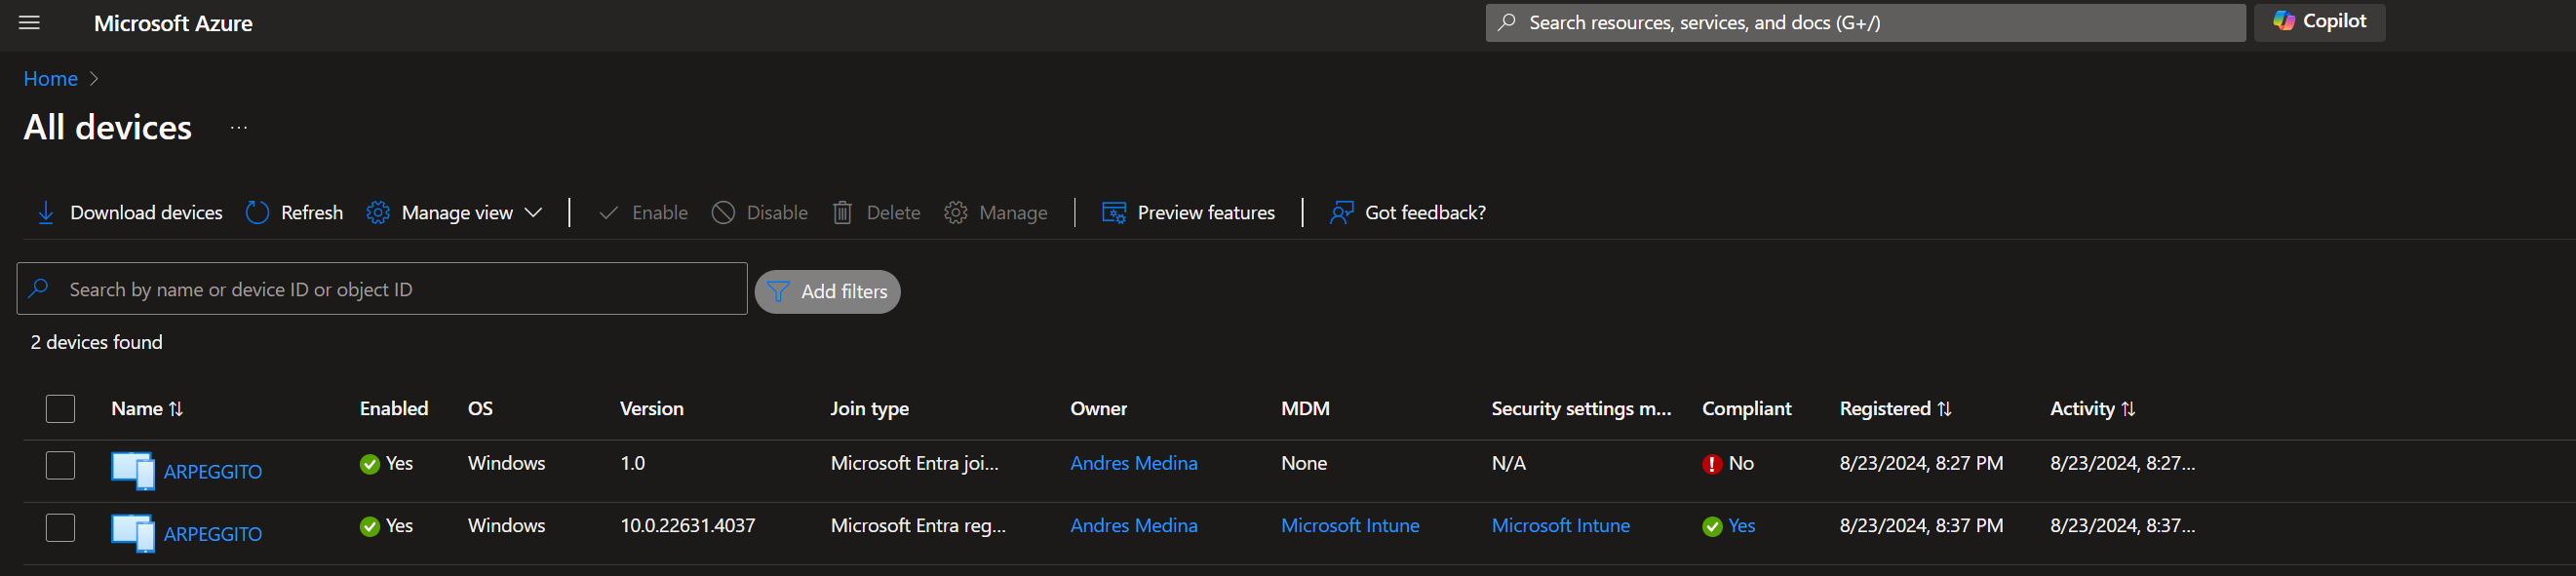 Microsoft Azure
Search resources, services, and docs (G+/)
Copilot
Home
All devices
...
Download devices Refresh Manage view Enable Disable Delete Manage Preview features Got feedback?
Search by name or device ID or object ID
Add filters
2 devices found
Name Enabled OS Version Join type Owner MDM Security settings m... Compliant Registered Activity
ARPEGGITO Yes Windows 1.0 Microsoft Entra joi... Andres Medina None N/A No 8/23/2024, 8:27 PM 8/23/2024, 8:27...
ARPEGGITO Yes Windows 10.0.22631.4037 Microsoft Entra reg... Andres Medina Microsoft Intune Microsoft Intune Yes 8/23/2024, 8:37 PM 8/23/2024, 8:37...